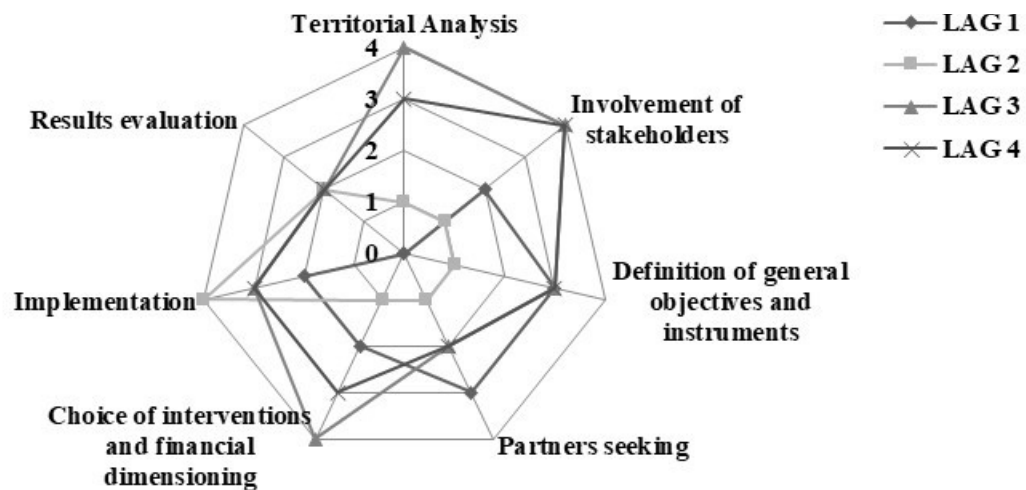 Territorial Analysis
4
3
2
1
0
Involvement of
stakeholders
Definition of general
objectives and
instruments
Partners seeking
Choice of interventions
and financial
dimensioning
Implementation
Results evaluation
LAG 1
LAG 2
LAG 3
LAG 4